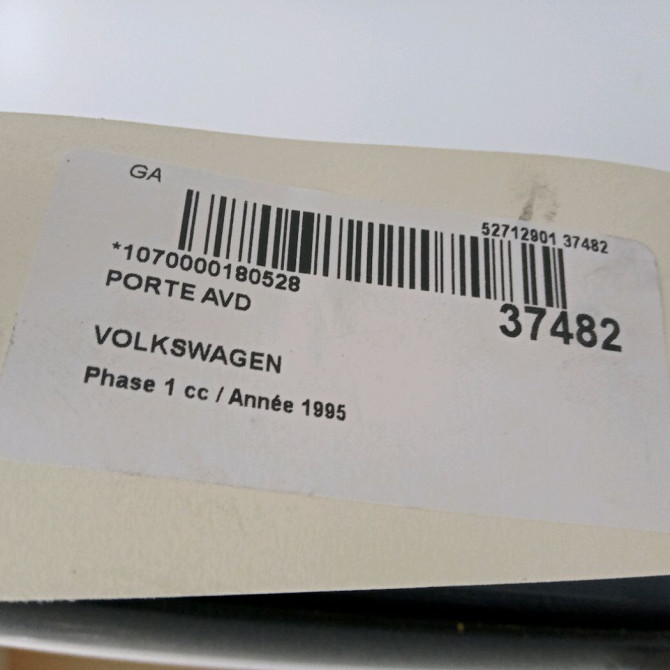 GA
52712901 37482
*1070000180528
PORTE AVD
37482
VOLKSWAGEN
Phase 1 cc / Année 1995